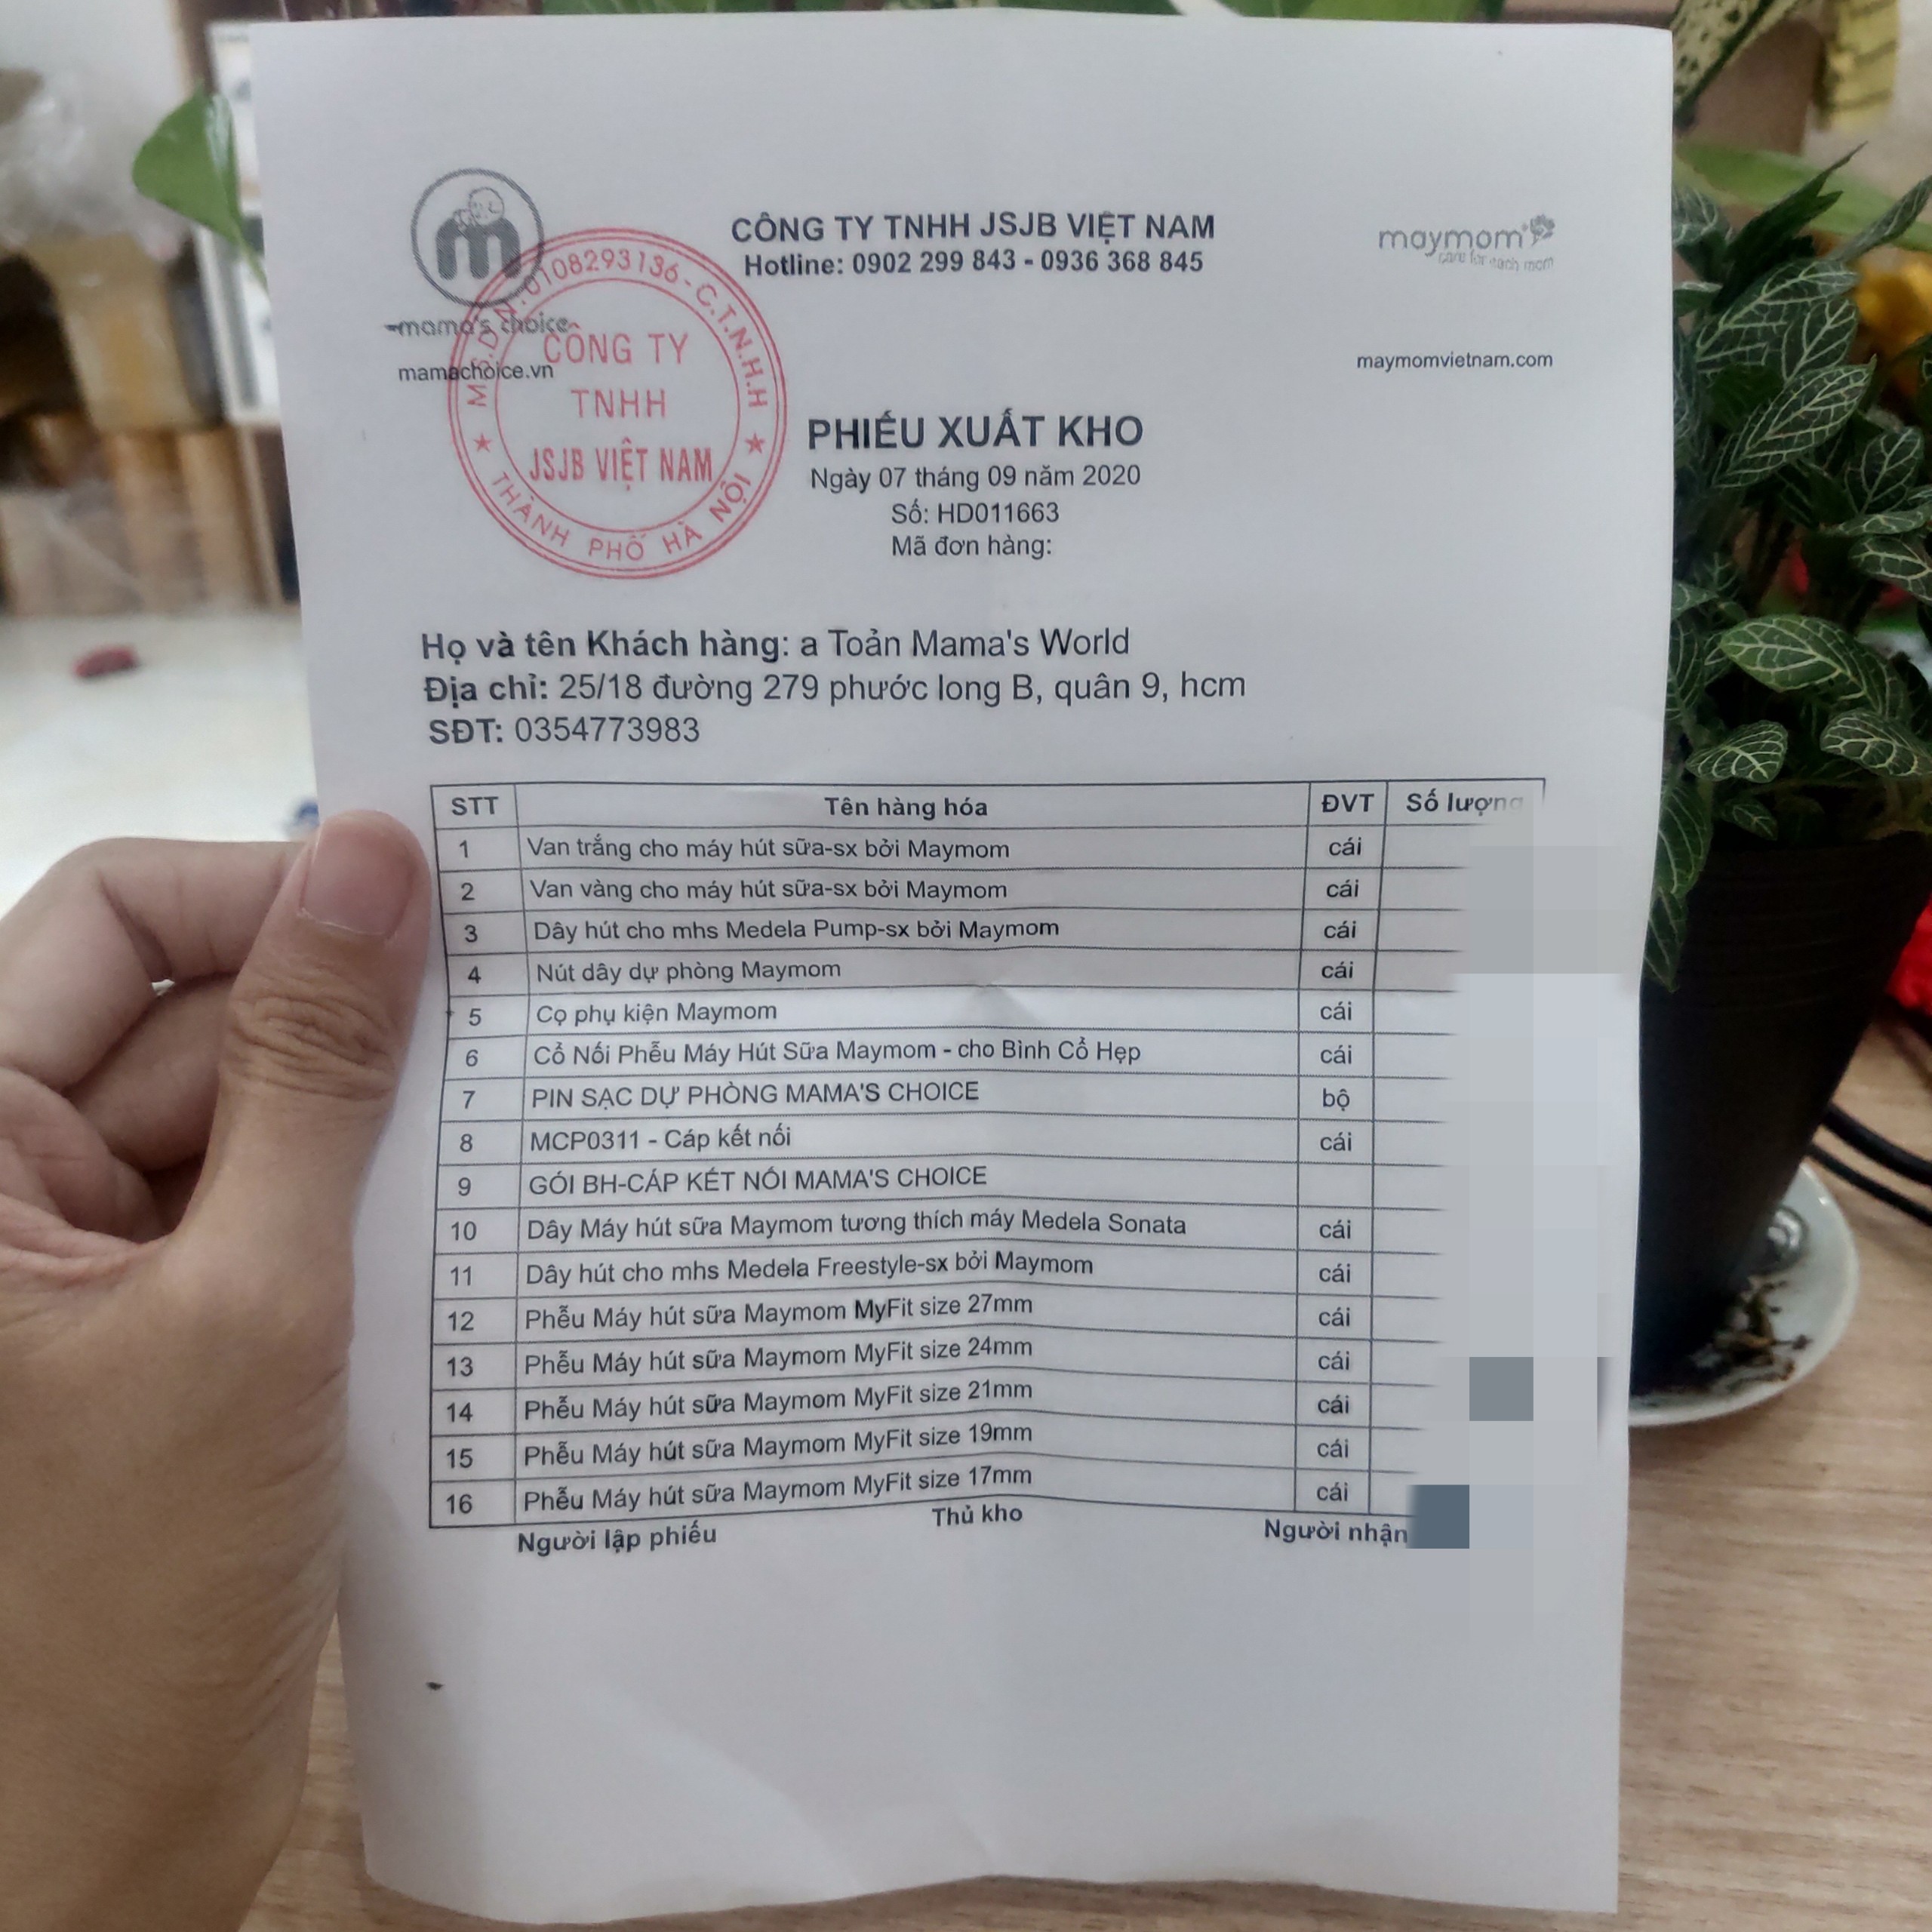 m
mama's choice
mamachoice.vn
M.S.D.N:0108293136-C.T.N.H.H
CÔNG TY
TNHH
JSJB VIỆT NAM
★ THÀNH PHỐ HÀ NỘI ★
CÔNG TY TNHH JSJB VIỆT NAM
Hotline: 0902 299 843 - 0936 368 845
maymom®
care for each mom
maymomvietnam.com
PHIẾU XUẤT KHO
Ngày 07 tháng 09 năm 2020
Số: HD011663
Mã đơn hàng:
Họ và tên Khách hàng: a Toản Mama's World
Địa chỉ: 25/18 đường 279 phước long B, quân 9, hcm
SĐT: 0354773983
STT Tên hàng hóa ĐVT Số lượng
1 Van trắng cho máy hút sữa-sx bởi Maymom cái
2 Van vàng cho máy hút sữa-sx bởi Maymom cái
3 Dây hút cho mhs Medela Pump-sx bởi Maymom cái
4 Nút dây dự phòng Maymom cái
5 Cọ phụ kiện Maymom cái
6 Cổ Nối Phễu Máy Hút Sữa Maymom - cho Bình Cổ Hẹp cái
7 PIN SẠC DỰ PHÒNG MAMA'S CHOICE bộ
8 MCP0311 - Cáp kết nối cái
9 GÓI BH-CÁP KẾT NỐI MAMA'S CHOICE
10 Dây Máy hút sữa Maymom tương thích máy Medela Sonata cái
11 Dây hút cho mhs Medela Freestyle-sx bởi Maymom cái
12 Phễu Máy hút sữa Maymom MyFit size 27mm cái
13 Phễu Máy hút sữa Maymom MyFit size 24mm cái
14 Phễu Máy hút sữa Maymom MyFit size 21mm cái
15 Phễu Máy hút sữa Maymom MyFit size 19mm cái
16 Phễu Máy hút sữa Maymom MyFit size 17mm cái
Người lập phiếu Thủ kho Người nhận